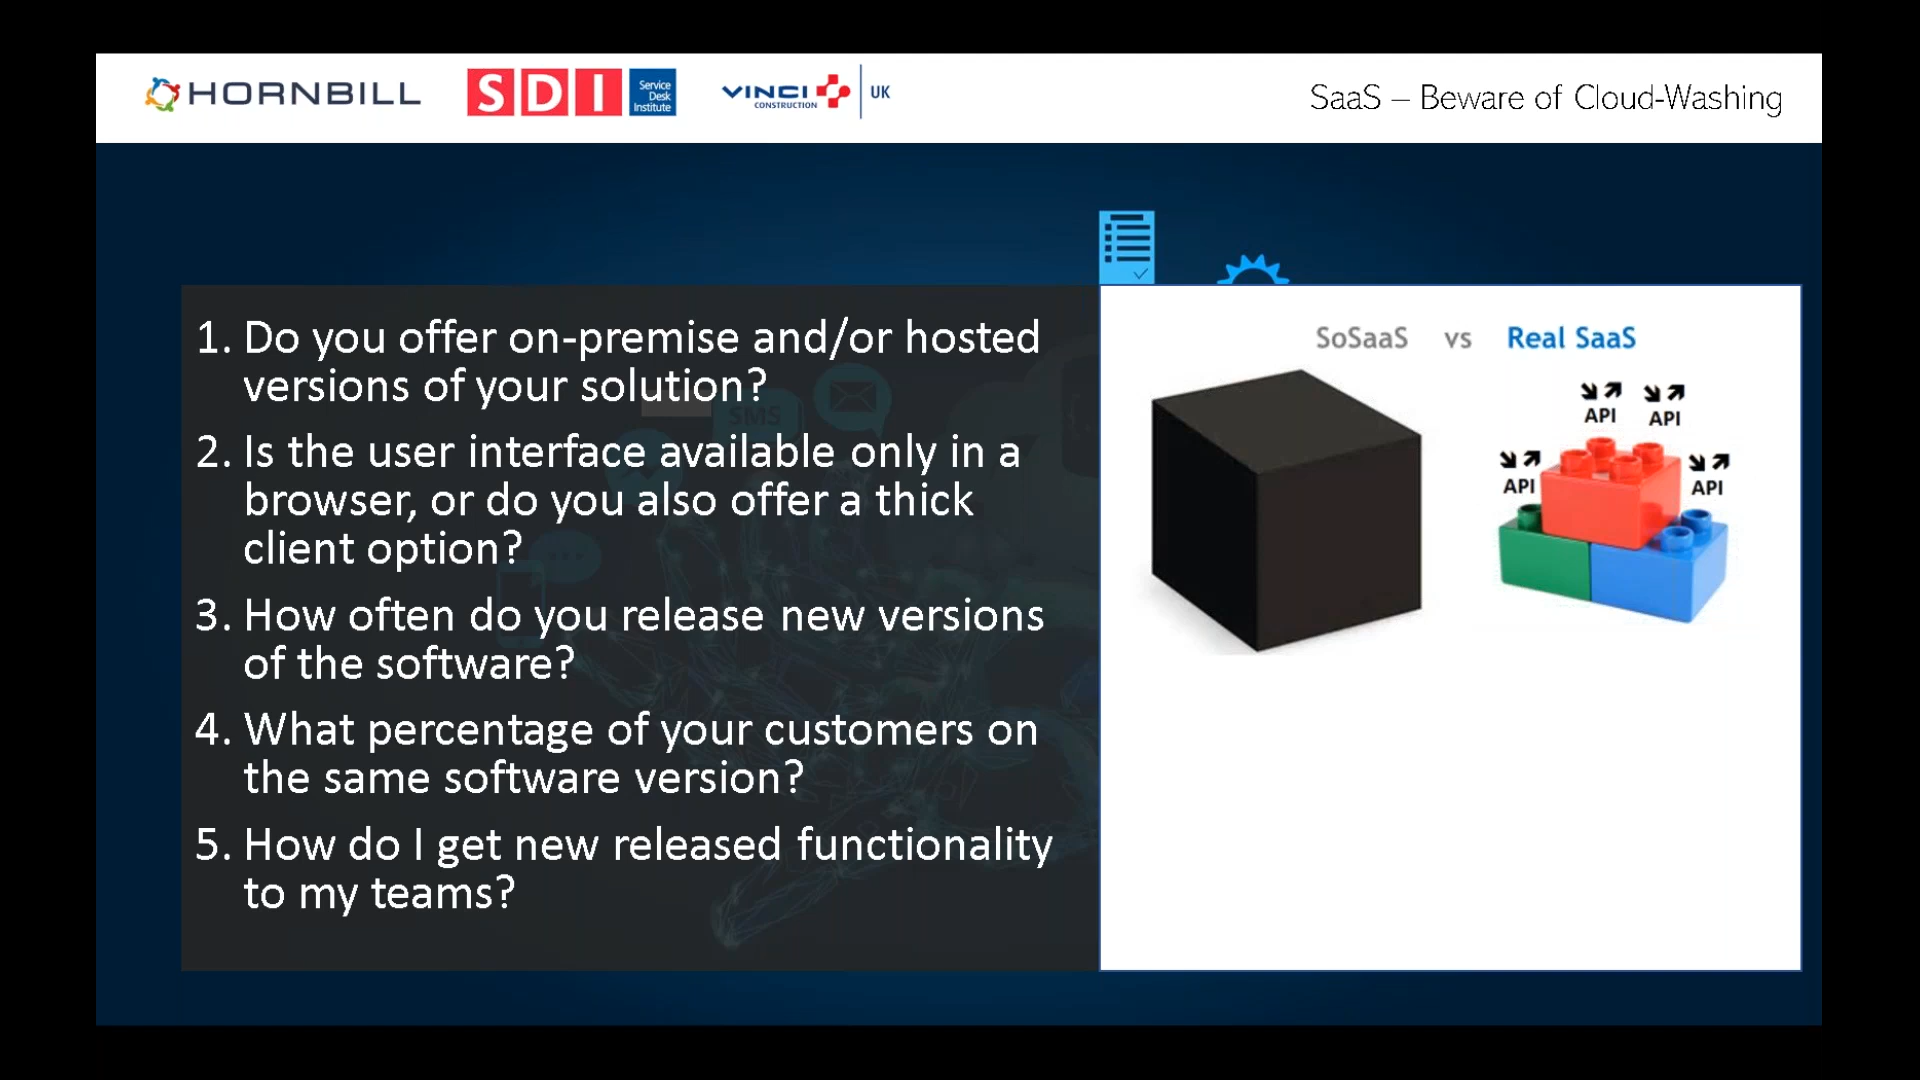 HORNBILL
SDI
Service
Desk
Institute
VINCI
CONSTRUCTION
UK
SaaS – Beware of Cloud-Washing
1. Do you offer on-premise and/or hosted
versions of your solution?
2. Is the user interface available only in a
browser, or do you also offer a thick
client option?
3. How often do you release new versions
of the software?
4. What percentage of your customers on
the same software version?
5. How do I get new released functionality
to my teams?
SMS
SoSaaS vs Real SaaS
API
API
API
API